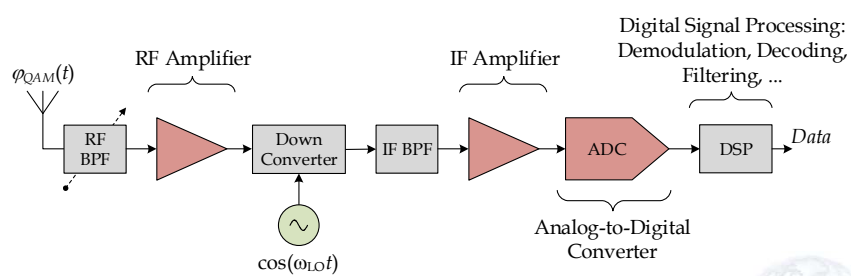 Digital Signal Processing:
Demodulation, Decoding,
Filtering, ...
RF Amplifier
IF Amplifier
φQAM(t)
RF
BPF
Down
Converter
IF BPF
ADC
DSP
Data
Analog-to-Digital
Converter
cos(ωLOt)